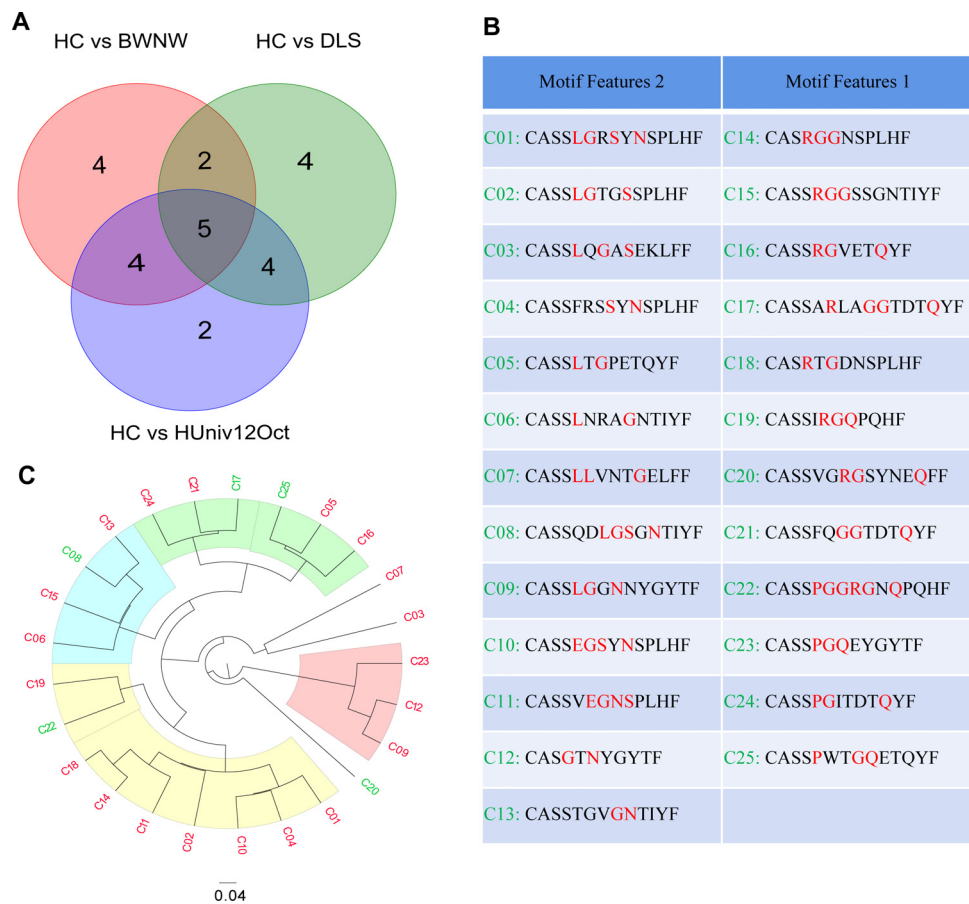 A
HC vs BWNW
HC vs DLS
4
2
4
5
4
4
2
HC vs HUniv12Oct
B
Motif Features 2
Motif Features 1
C01: CASSLGRSYNSPLHF
C14: CASRGGNSPLHF
C02: CASSLGTGSSPLHF
C15: CASSRGGSSGNTIYF
C03: CASSLQGASEKLFF
C16: CASSRGVETQYF
C04: CASSFRSSYNSPLHF
C17: CASSARLAGGTDTQYF
C05: CASSLTGPETQYF
C18: CASRTGDNSPLHF
C06: CASSLNRAGNTIYF
C19: CASSIRGQPQHF
C07: CASSLLVNTGELFF
C20: CASSVGRGSYNEQFF
C08: CASSQDLGSGNTIYF
C21: CASSFQGGTDTQYF
C09: CASSLGGNNYGYTF
C22: CASSPGGRGNQPQHF
C10: CASSEGSYNSPLHF
C23: CASSPGQEYGYTF
C11: CASSVEGNSPLHF
C24: CASSPGITDTQYF
C12: CASGTNYGYTF
C25: CASSPWTGQETQYF
C13: CASSTGVGNTIYF
C
C24
C21
C17
C25
C05
C16
C07
C03
C23
C12
C09
C20
C01
C04
C10
C02
C11
C14
C18
C22
C19
C06
C15
C08
C13
0.04